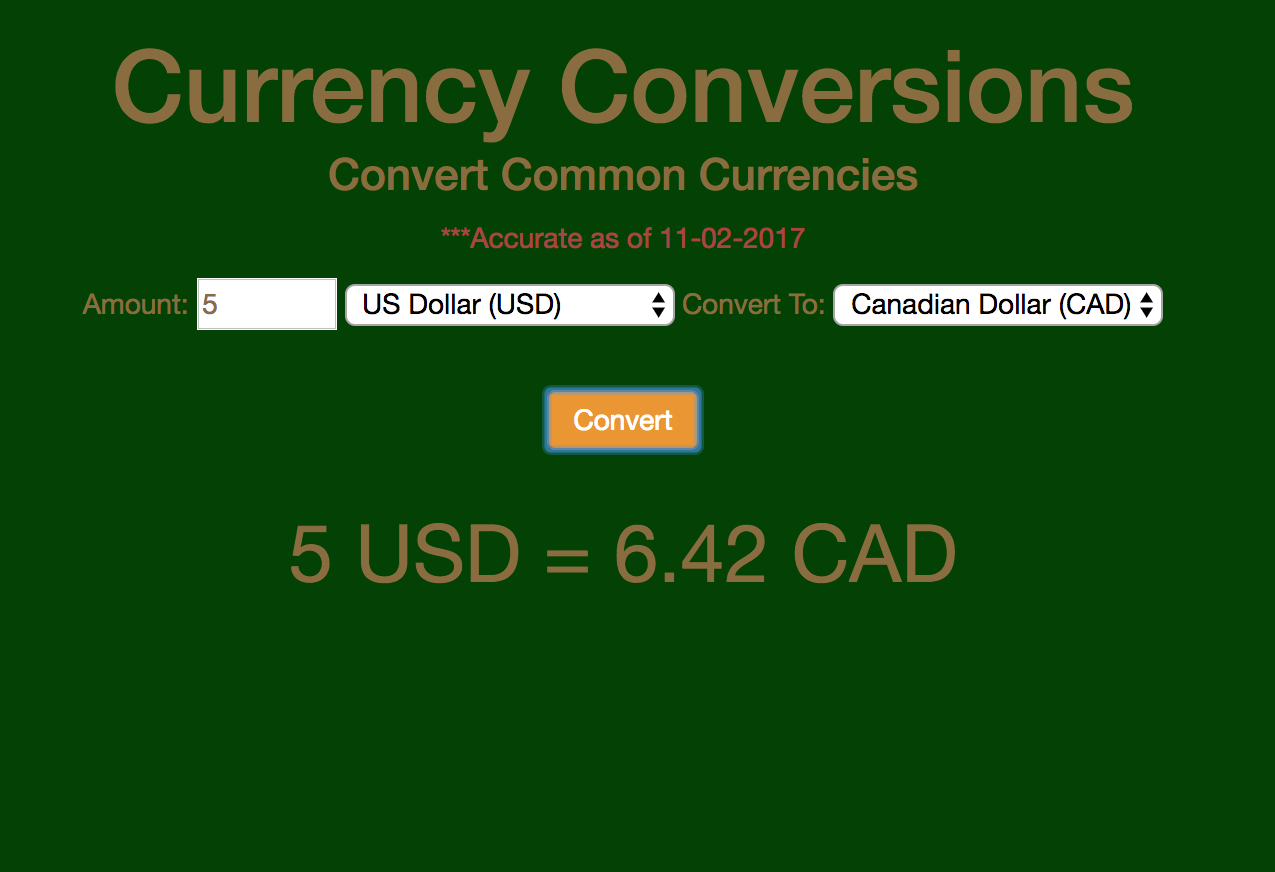 Currency Conversions
Convert Common Currencies
***Accurate as of 11-02-2017
Amount: 5 US Dollar (USD) Convert To: Canadian Dollar (CAD)
Convert
5 USD = 6.42 CAD